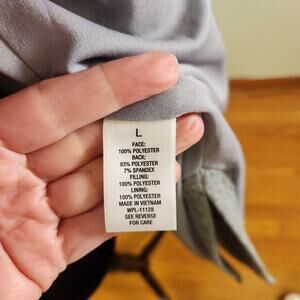 L
FACE:
100% POLYESTER
BACK:
93% POLYESTER
7% SPANDEX
FILLING:
100% POLYESTER
LINING:
100% POLYESTER
MADE IN VIETNAM
WPL-11128
SEE REVERSE
FOR CARE